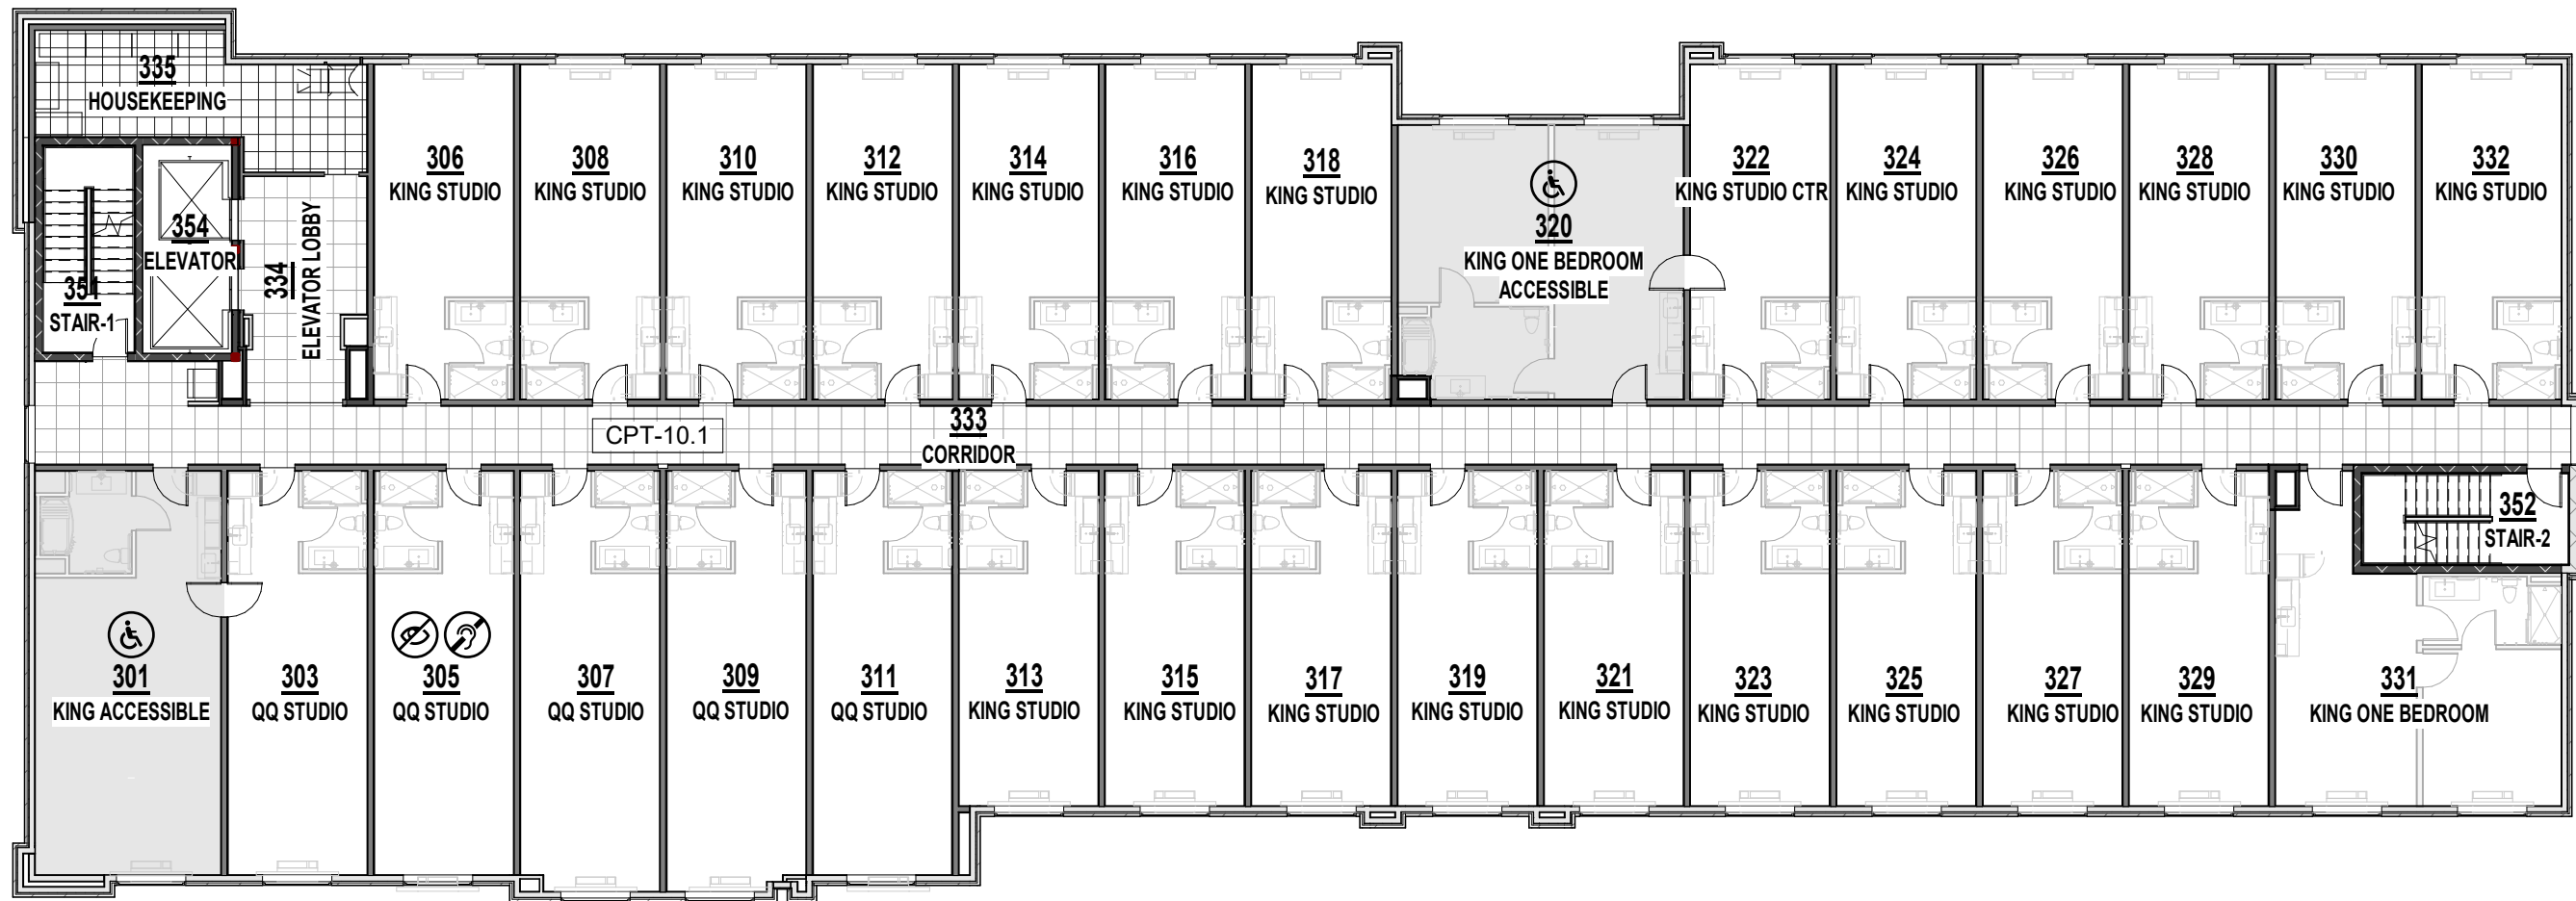 335
HOUSEKEEPING
306
KING STUDIO
308
KING STUDIO
310
KING STUDIO
312
KING STUDIO
314
KING STUDIO
316
KING STUDIO
318
KING STUDIO
320
KING ONE BEDROOM
ACCESSIBLE
322
KING STUDIO CTR
324
KING STUDIO
326
KING STUDIO
328
KING STUDIO
330
KING STUDIO
332
KING STUDIO
351
STAIR-1
354
ELEVATOR
334
ELEVATOR LOBBY
CPT-10.1
333
CORRIDOR
352
STAIR-2
301
KING ACCESSIBLE
303
QQ STUDIO
305
QQ STUDIO
307
QQ STUDIO
309
QQ STUDIO
311
QQ STUDIO
313
KING STUDIO
315
KING STUDIO
317
KING STUDIO
319
KING STUDIO
321
KING STUDIO
323
KING STUDIO
325
KING STUDIO
327
KING STUDIO
329
KING STUDIO
331
KING ONE BEDROOM